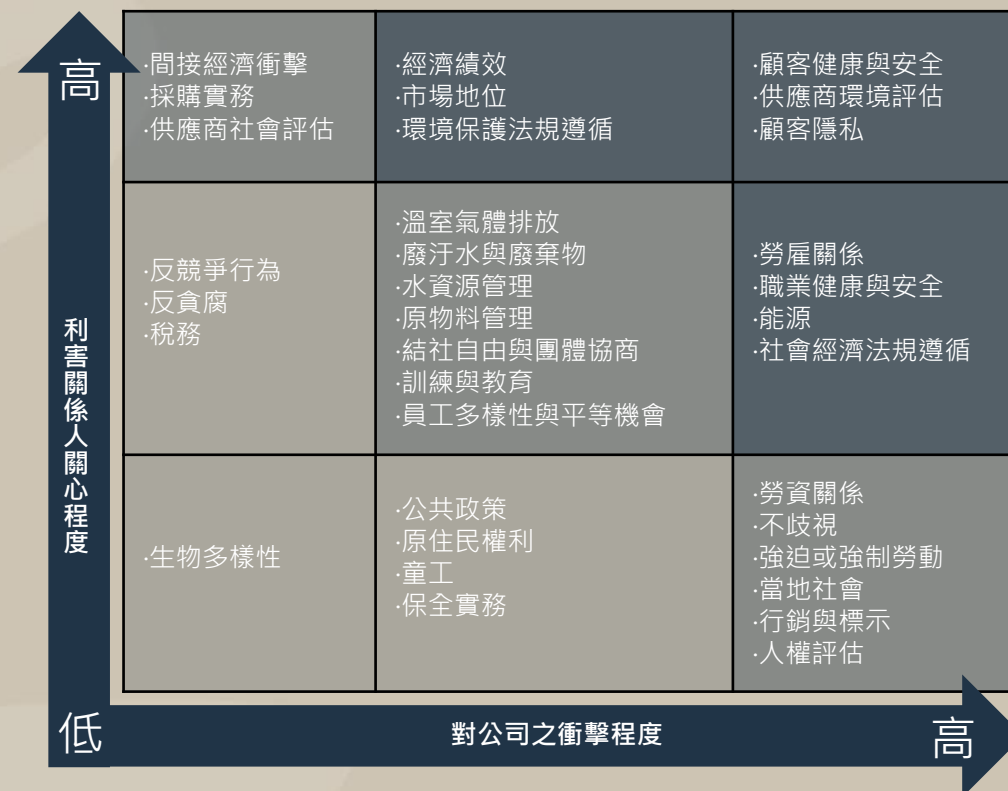 高
·間接經濟衝擊
·採購實務
·供應商社會評估
·經濟績效
·市場地位
·環境保護法規遵循
·顧客健康與安全
·供應商環境評估
·顧客隱私
利害關係人關心程度
·反競爭行為
·反貪腐
·稅務
·溫室氣體排放
·廢汙水與廢棄物
·水資源管理
·原物料管理
·結社自由與團體協商
·訓練與教育
·員工多樣性與平等機會
·勞雇關係
·職業健康與安全
·能源
·社會經濟法規遵循
·生物多樣性
·公共政策
·原住民權利
·童工
·保全實務
·勞資關係
·不歧視
·強迫或強制勞動
·當地社會
·行銷與標示
·人權評估
低
對公司之衝擊程度
高